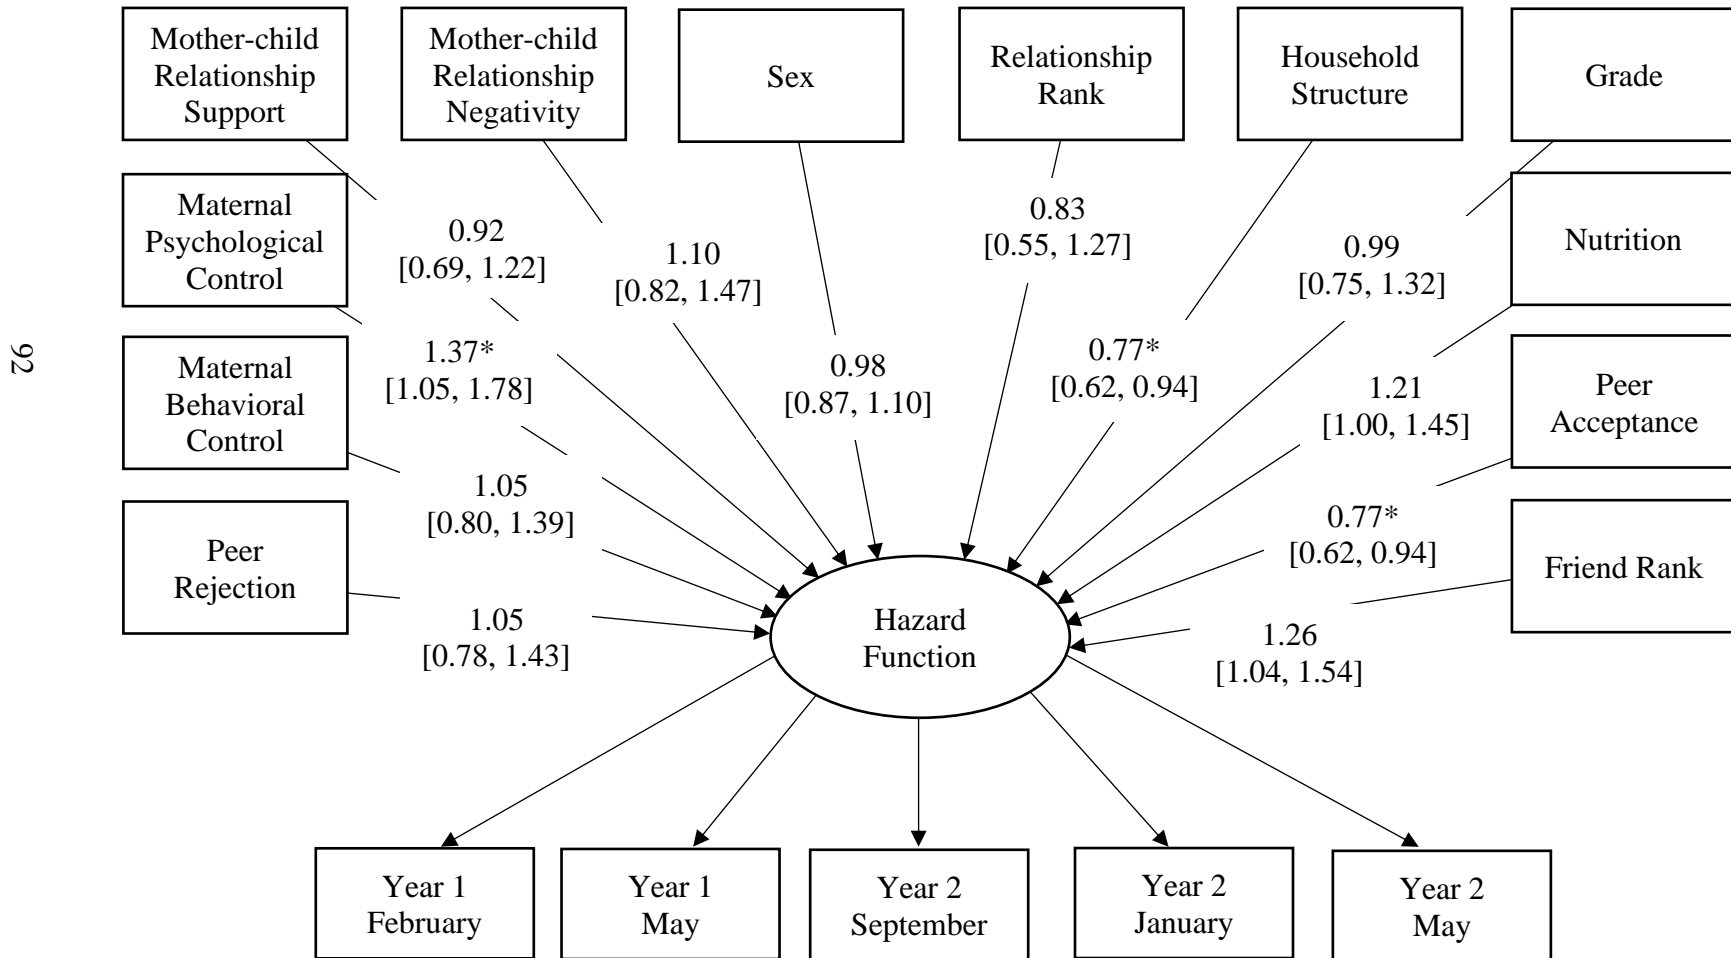 Mother-child
Relationship
Support
Mother-child
Relationship
Negativity
Sex
Relationship
Rank
Household
Structure
Grade
Maternal
Psychological
Control
Nutrition
Maternal
Behavioral
Control
Peer
Acceptance
Peer
Rejection
Friend Rank
0.92
[0.69, 1.22]
1.10
[0.82, 1.47]
0.98
[0.87, 1.10]
0.83
[0.55, 1.27]
0.77*
[0.62, 0.94]
0.99
[0.75, 1.32]
1.37*
[1.05, 1.78]
1.21
[1.00, 1.45]
1.05
[0.80, 1.39]
0.77*
[0.62, 0.94]
1.05
[0.78, 1.43]
1.26
[1.04, 1.54]
Hazard
Function
Year 1
February
Year 1
May
Year 2
September
Year 2
January
Year 2
May
92